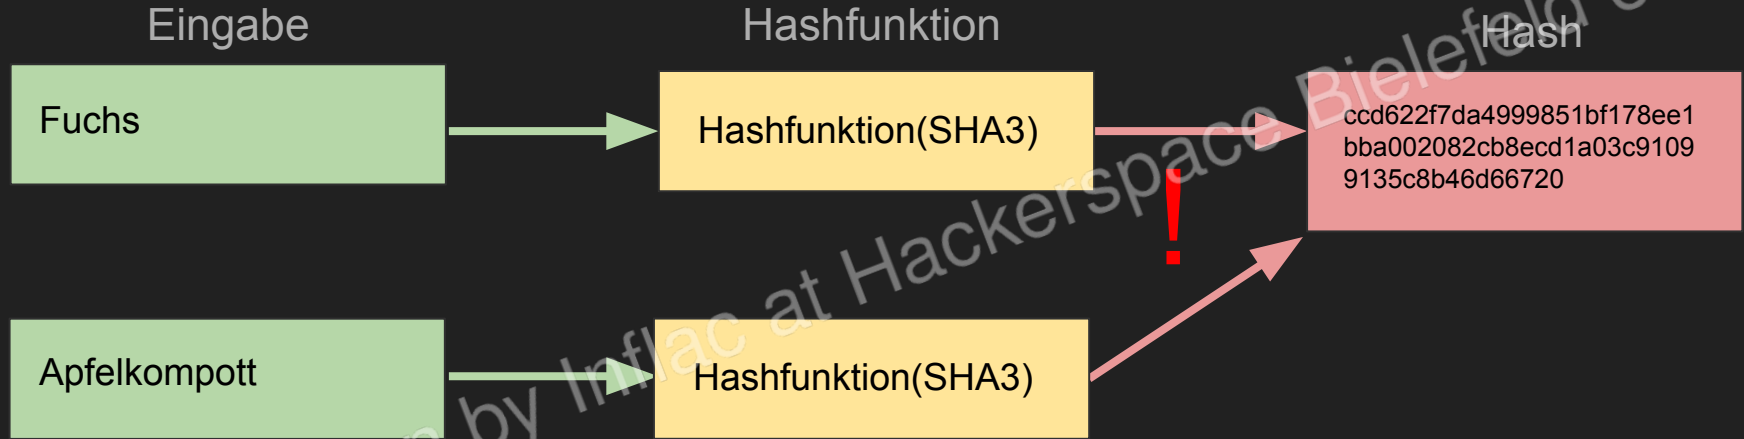 Eingabe
Hashfunktion
Hash
Fuchs
Hashfunktion(SHA3)
ccd622f7da4999851bf178ee1
bba002082cb8ecd1a03c9109
9135c8b46d66720
!
Apfelkompott
Hashfunktion(SHA3)
by Inflac at Hackerspace Bielefeld